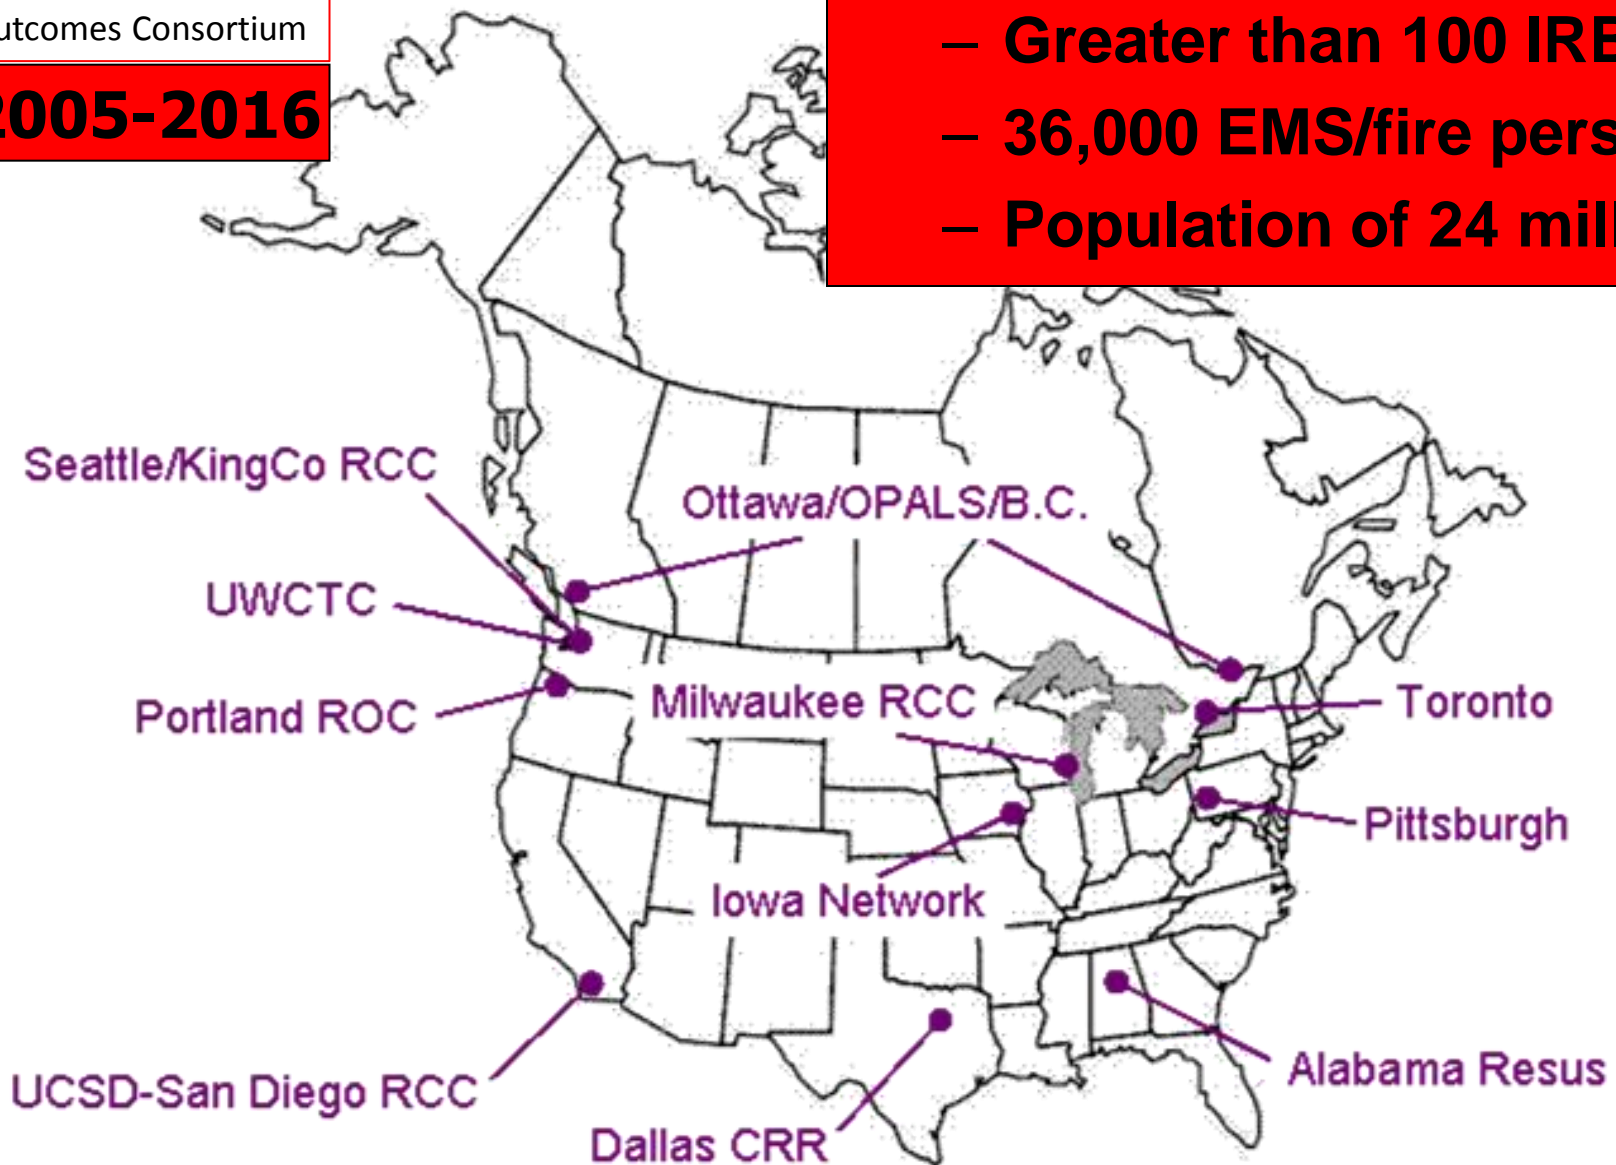 utcomes Consortium
2005-2016
– Greater than 100 IRE
– 36,000 EMS/fire pers
– Population of 24 mill
Seattle/KingCo RCC
Ottawa/OPALS/B.C.
UWCTC
Portland ROC
Milwaukee RCC
Toronto
Pittsburgh
Iowa Network
Alabama Resus
UCSD-San Diego RCC
Dallas CRR